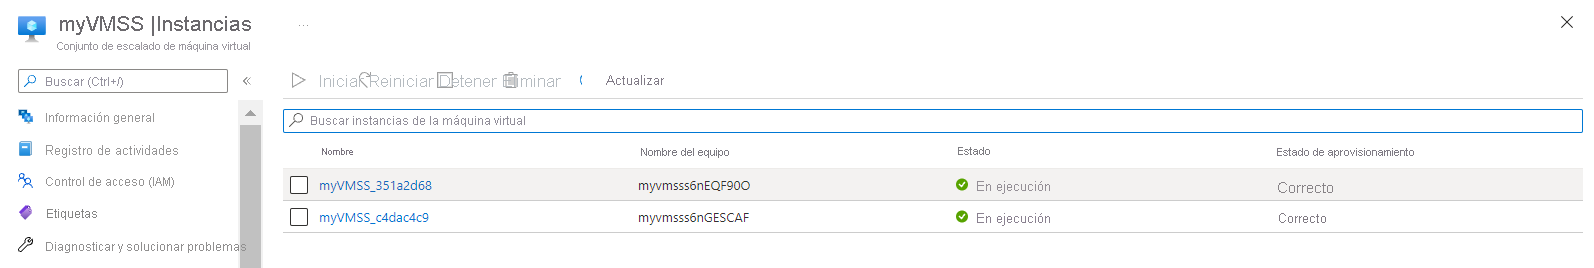 myVMSS |Instancias
...
Conjunto de escalado de máquina virtual
Buscar (Ctrl+/)
«
Iniciar Reiniciar Detener Eliminar Actualizar
Información general
Buscar instancias de la máquina virtual
Registro de actividades
Nombre Nombre del equipo Estado Estado de aprovisionamiento
Control de acceso (IAM)
myVMSS_351a2d68 myvmsss6nEQF90O En ejecución Correcto
Etiquetas
myVMSS_c4dac4c9 myvmsss6nGESCAF En ejecución Correcto
Diagnosticar y solucionar problemas